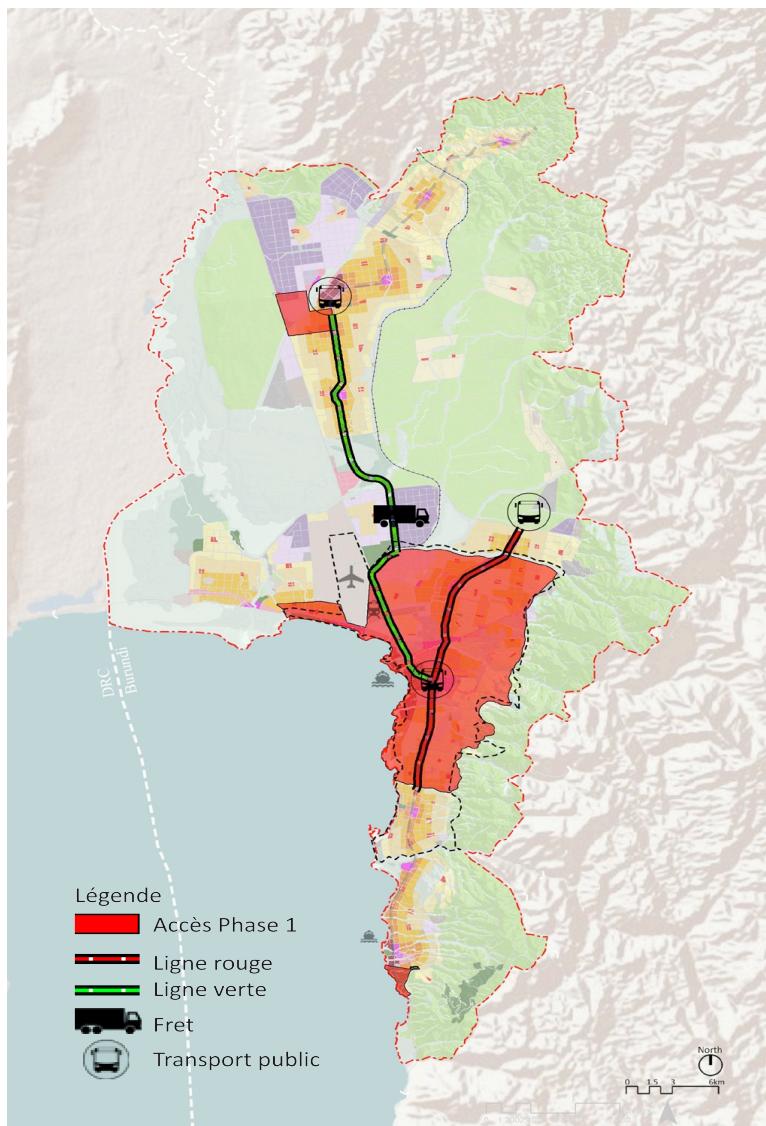 DRC
Burundi
Légende
Accès Phase 1
Ligne rouge
Ligne verte
Fret
Transport public
North
0 1.5 3 6km